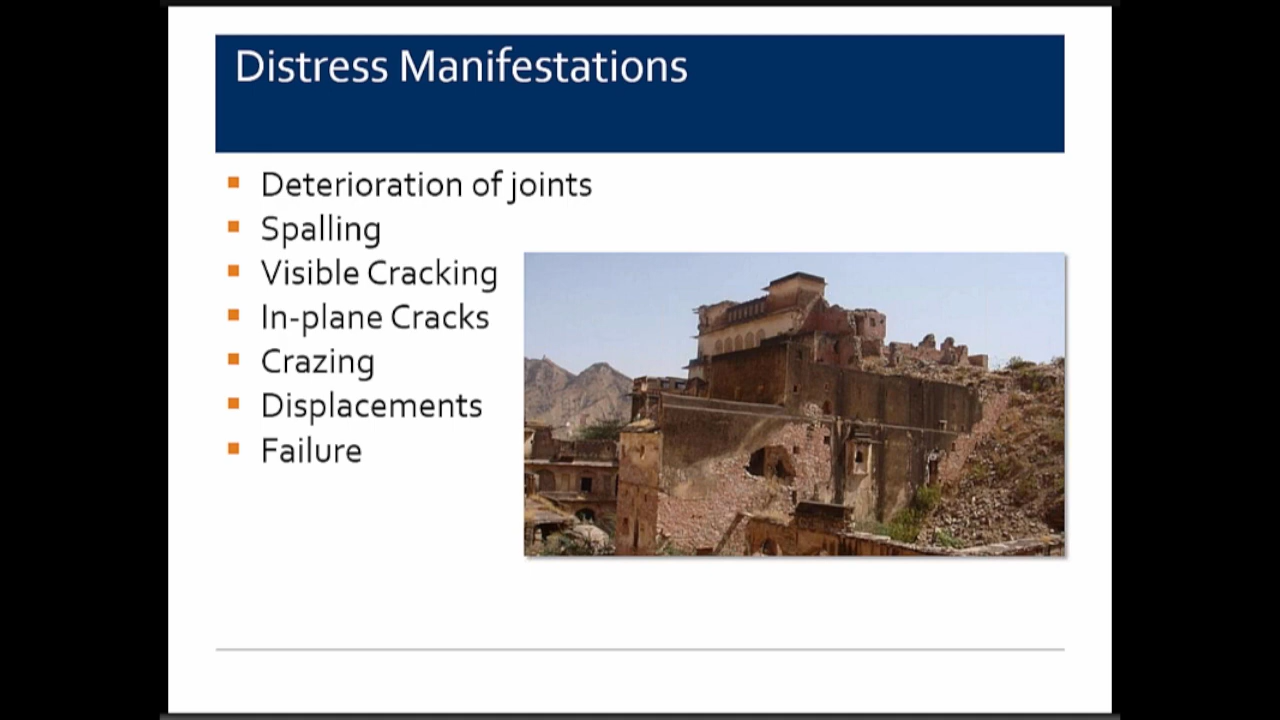 Distress Manifestations
Deterioration of joints
Spalling
Visible Cracking
In-plane Cracks
Crazing
Displacements
Failure